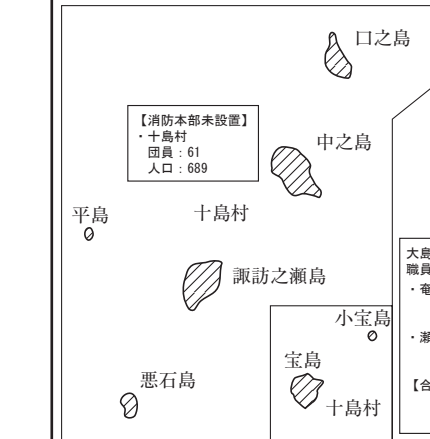 口之島
【消防本部未設置】
・十島村
団員：61
人口：689
中之島
平島
十島村
諏訪之瀬島
大島
職員
・奄
小宝島
・瀬
宝島
【合
悪石島
十島村